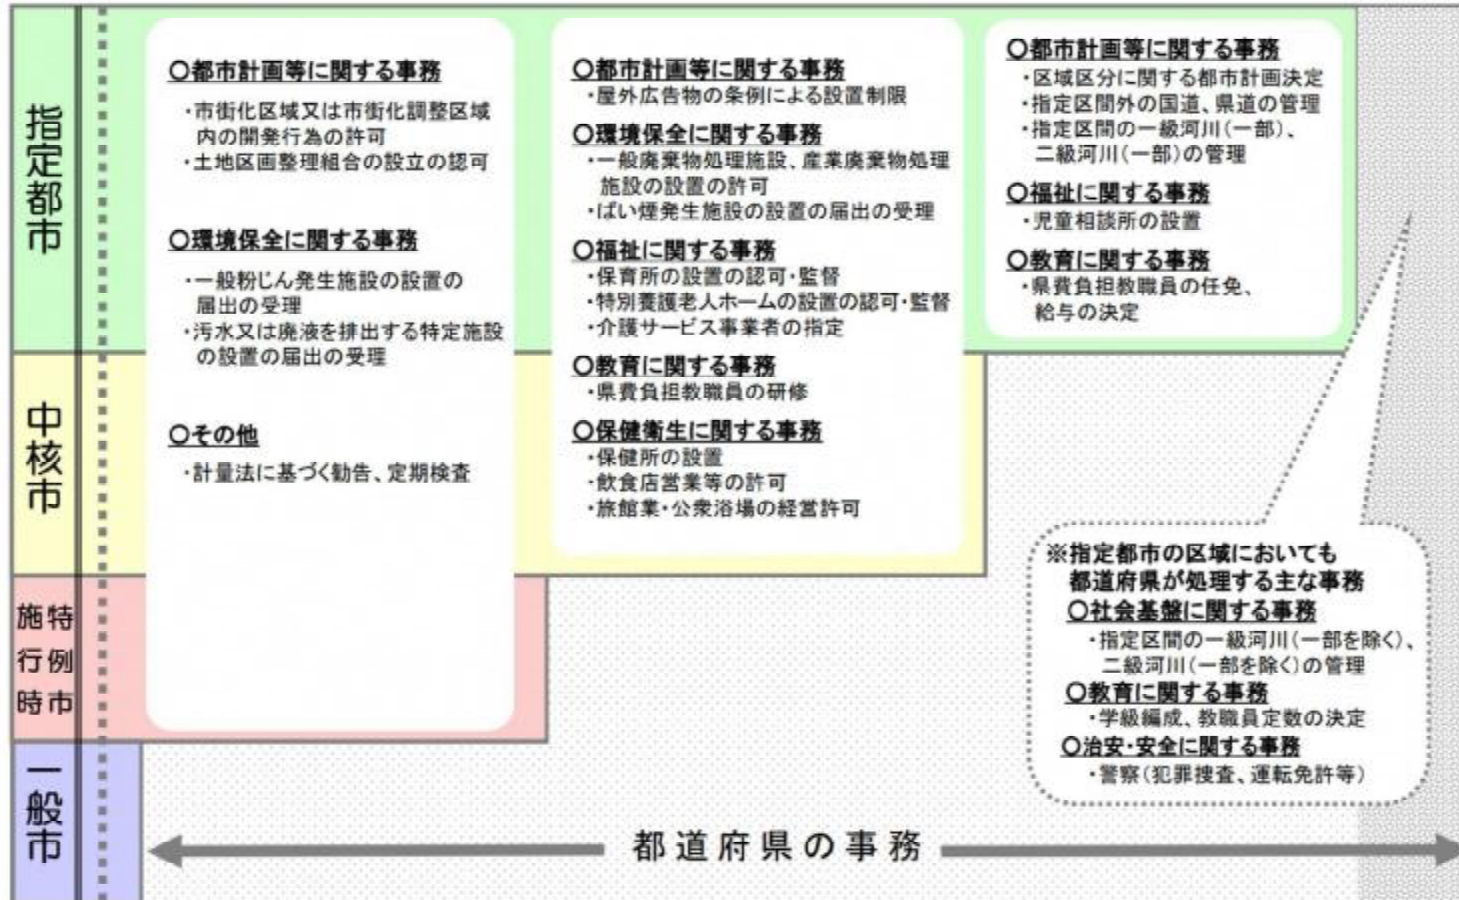 指定都市
中核市
特例市
施行時
一般市
〇都市計画等に関する事務
・市街化区域又は市街化調整区域
内の開発行為の許可
・土地区画整理組合の設立の認可
〇環境保全に関する事務
・一般粉じん発生施設の設置の
届出の受理
・汚水又は廃液を排出する特定施設
の設置の届出の受理
〇その他
・計量法に基づく勧告、定期検査
〇都市計画等に関する事務
・屋外広告物の条例による設置制限
〇環境保全に関する事務
・一般廃棄物処理施設、産業廃棄物処理
施設の設置の許可
・ばい煙発生施設の設置の届出の受理
〇福祉に関する事務
・保育所の設置の認可・監督
・特別養護老人ホームの設置の認可・監督
・介護サービス事業者の指定
〇教育に関する事務
・県費負担教職員の研修
〇保健衛生に関する事務
・保健所の設置
・飲食店営業等の許可
・旅館業・公衆浴場の経営許可
〇都市計画等に関する事務
・区域区分に関する都市計画決定
・指定区間外の国道、県道の管理
・指定区間の一級河川(一部)、
二級河川(一部)の管理
〇福祉に関する事務
・児童相談所の設置
〇教育に関する事務
・県費負担教職員の任免、
給与の決定
※指定都市の区域においても
都道府県が処理する主な事務
〇社会基盤に関する事務
・指定区間の一級河川(一部を除く)、
二級河川(一部を除く)の管理
〇教育に関する事務
・学級編成、教職員定数の決定
〇治安・安全に関する事務
・警察(犯罪捜査、運転免許等)
都道府県の事務